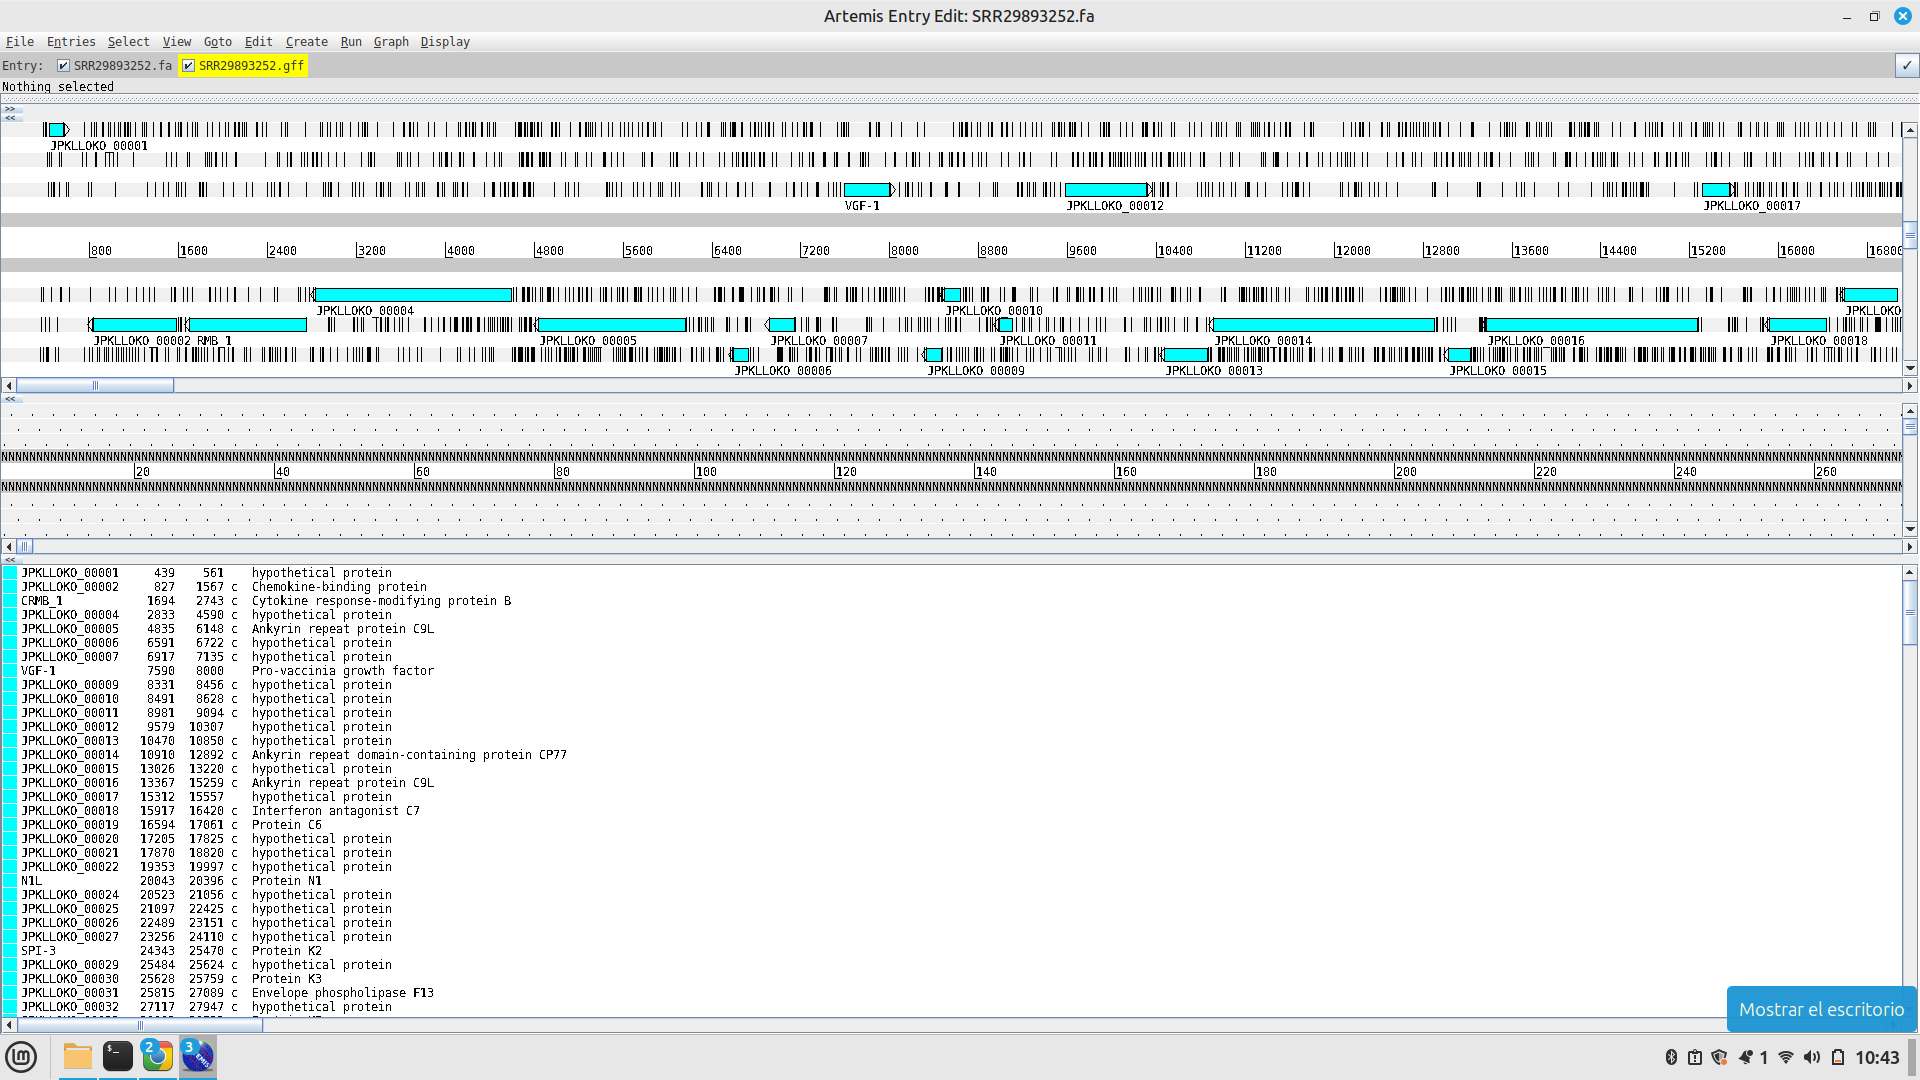 Artemis Entry Edit: SRR29893252.fa
File Entries Select View Goto Edit Create Run Graph Display
Entry: SRR29893252.fa SRR29893252.gff
Nothing selected
>>
<<
JPKLLOKO_00001
VGF-1 JPKLLOKO_00012 JPKLLOKO_00017
800 1600 2400 3200 4000 4800 5600 6400 7200 8000 8800 9600 10400 11200 12000 12800 13600 14400 15200 16000 16800
JPKLLOKO_00004 JPKLLOKO_00010 JPKLLOKO
JPKLLOKO_00002 RMB_1 JPKLLOKO_00005 JPKLLOKO_00007 JPKLLOKO_00011 JPKLLOKO_00014 JPKLLOKO_00016 JPKLLOKO_00018
JPKLLOKO_00006 JPKLLOKO_00009 JPKLLOKO_00013 JPKLLOKO_00015
<<
20 40 60 80 100 120 140 160 180 200 220 240 260
<<
JPKLLOKO_00001 439 561 hypothetical protein
JPKLLOKO_00002 827 1567 c Chemokine-binding protein
CRMB_1 1694 2743 c Cytokine response-modifying protein B
JPKLLOKO_00004 2833 4590 c hypothetical protein
JPKLLOKO_00005 4835 6148 c Ankyrin repeat protein C9L
JPKLLOKO_00006 6591 6722 c hypothetical protein
JPKLLOKO_00007 6917 7135 c hypothetical protein
VGF-1 7590 8000 Pro-vaccinia growth factor
JPKLLOKO_00009 8331 8456 c hypothetical protein
JPKLLOKO_00010 8491 8628 c hypothetical protein
JPKLLOKO_00011 8981 9094 c hypothetical protein
JPKLLOKO_00012 9579 10307 hypothetical protein
JPKLLOKO_00013 10470 10850 c hypothetical protein
JPKLLOKO_00014 10910 12892 c Ankyrin repeat domain-containing protein CP77
JPKLLOKO_00015 13026 13220 c hypothetical protein
JPKLLOKO_00016 13367 15259 c Ankyrin repeat protein C9L
JPKLLOKO_00017 15312 15557 hypothetical protein
JPKLLOKO_00018 15917 16420 c Interferon antagonist C7
JPKLLOKO_00019 16594 17061 c Protein C6
JPKLLOKO_00020 17205 17825 c hypothetical protein
JPKLLOKO_00021 17870 18820 c hypothetical protein
JPKLLOKO_00022 19353 19997 c hypothetical protein
N1L 20043 20396 c Protein N1
JPKLLOKO_00024 20523 21056 c hypothetical protein
JPKLLOKO_00025 21097 22425 c hypothetical protein
JPKLLOKO_00026 22489 23151 c hypothetical protein
JPKLLOKO_00027 23256 24110 c hypothetical protein
SPI-3 24343 25470 c Protein K2
JPKLLOKO_00029 25484 25624 c hypothetical protein
JPKLLOKO_00030 25628 25759 c Protein K3
JPKLLOKO_00031 25815 27089 c Envelope phospholipase F13
JPKLLOKO_00032 27117 27947 c hypothetical protein
Mostrar el escritorio
2 3 1 10:43